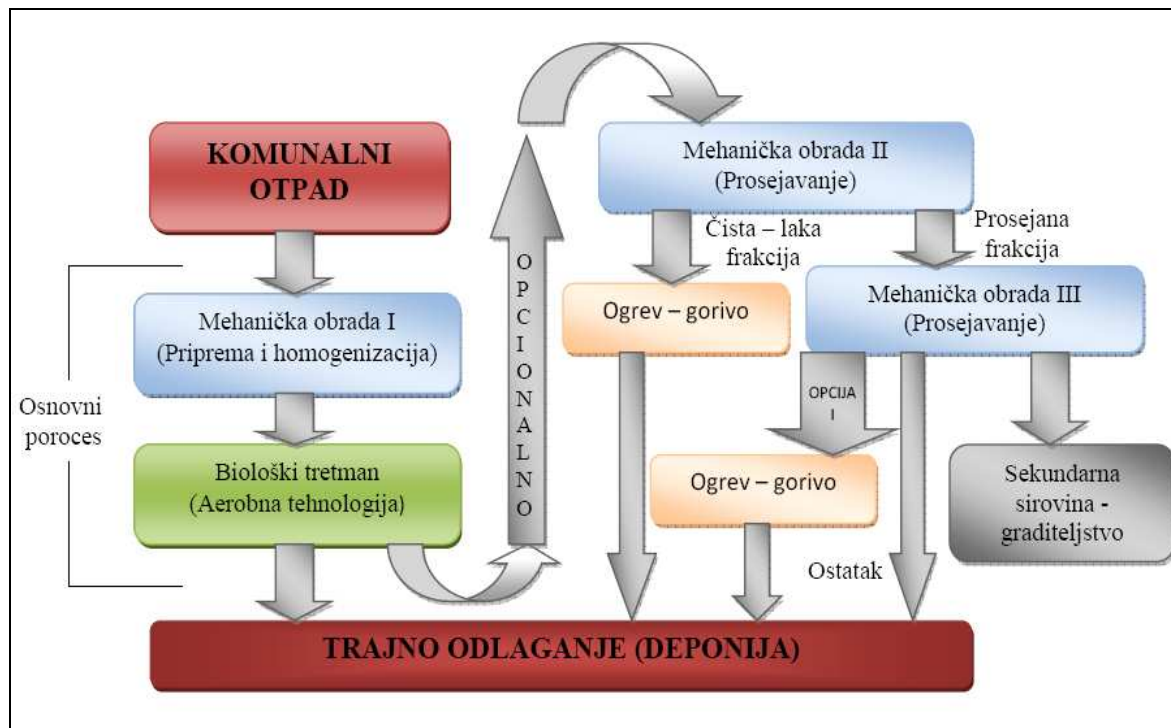 KOMUNALNI
OTPAD
Osnovni
poroces
Mehanička obrada I
(Priprema i homogenizacija)
Biološki tretman
(Aerobna tehnologija)
OPCIONALNO
Mehanička obrada II
(Prosejavanje)
Čista – laka
frakcija
Prosejana
frakcija
Ogrev – gorivo
Mehanička obrada III
(Prosejavanje)
OPCIJA
I
Ogrev – gorivo
Sekundarna
sirovina -
graditeljstvo
Ostatak
TRAJNO ODLAGANJE (DEPONIJA)